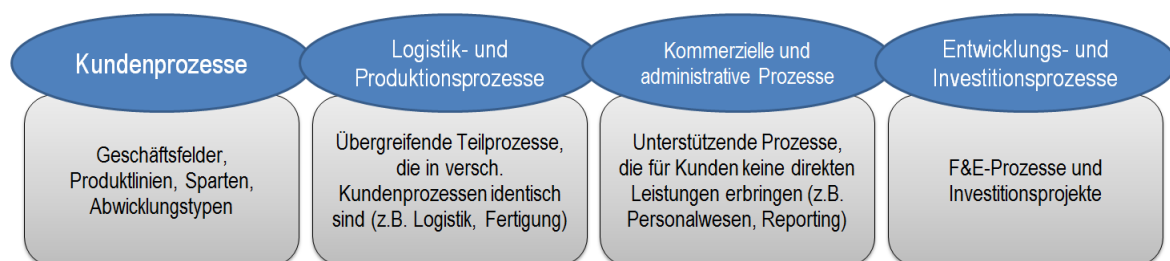 Kundenprozesse
Geschäftsfelder,
Produktlinien, Sparten,
Abwicklungstypen
Logistik- und
Produktionsprozesse
Übergreifende Teilprozesse,
die in versch.
Kundenprozessen identisch
sind (z.B. Logistik, Fertigung)
Kommerzielle und
administrative Prozesse
Unterstützende Prozesse,
die für Kunden keine direkten
Leistungen erbringen (z.B.
Personalwesen, Reporting)
Entwicklungs- und
Investitionsprozesse
F&E-Prozesse und
Investitionsprojekte